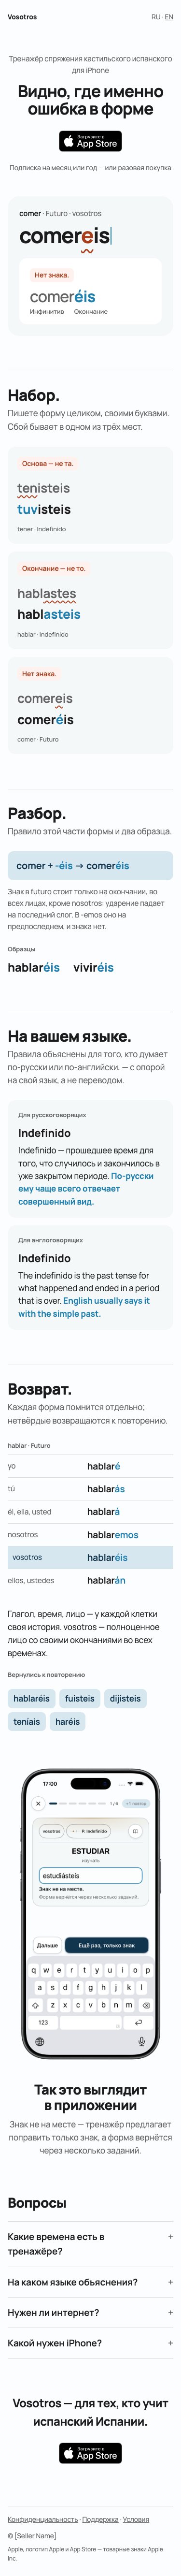 Vosotros
RU · EN
Тренажёр спряжения кастильского испанского
для iPhone
Видно, где именно
ошибка в форме
Загрузите в
App Store
Подписка на месяц или год — или разовая покупка
comer · Futuro · vosotros
comereis
Нет знака.
comeréis
Инфинитив Окончание
Набор.
Пишете форму целиком, своими буквами.
Сбой бывает в одном из трёх мест.
Основа — не та.
tenisteis
tuvisteis
tener · Indefinido
Окончание — не то.
hablastes
hablasteis
hablar · Indefinido
Нет знака.
comereis
comeréis
comer · Futuro
Разбор.
Правило этой части формы и два образца.
comer + -éis → comeréis
Знак в futuro стоит только на окончании, во
всех лицах, кроме nosotros: ударение падает
на последний слог. В -emos оно на
предпоследнем, и знака нет.
Образцы
hablaréis viviréis
На вашем языке.
Правила объяснены для того, кто думает
по-русски или по-английски, — с опорой
на свой язык, а не переводом.
Для русскоговорящих
Indefinido
Indefinido — прошедшее время для
того, что случилось и закончилось в
уже закрытом периоде. По-русски
ему чаще всего отвечает
совершенный вид.
Для англоговорящих
Indefinido
The indefinido is the past tense for
what happened and ended in a period
that is over. English usually says it
with the simple past.
Возврат.
Каждая форма помнится отдельно;
нетвёрдые возвращаются к повторению.
hablar · Futuro
yo hablaré
tú hablarás
él, ella, usted hablará
nosotros hablaremos
vosotros hablaréis
ellos, ustedes hablarán
Глагол, время, лицо — у каждой клетки
своя история. vosotros — полноценное
лицо со своими окончаниями во всех
временах.
Вернулись к повторению
hablaréis fuisteis dijisteis
teníais haréis
17:00
1 / 4
+1 повтор.
vosotros
P. Indefinido
ESTUDIAR
изучать
estudiásteis
Знак не на месте.
Форма вернётся через несколько заданий.
Дальше Ещё раз, только знак
q w e r t y u i o p
a s d f g h j k l
z x c v b n m
123
Так это выглядит
в приложении
Знак не на месте — тренажёр предлагает
поправить только знак, а форма вернётся
через несколько заданий.
Вопросы
Какие времена есть в
тренажёре? +
На каком языке объяснения? +
Нужен ли интернет? +
Какой нужен iPhone? +
Vosotros — для тех, кто учит
испанский Испании.
Загрузите в
App Store
Конфиденциальность · Поддержка · Условия
© [Seller Name]
Apple, логотип Apple и App Store — товарные знаки Apple
Inc.